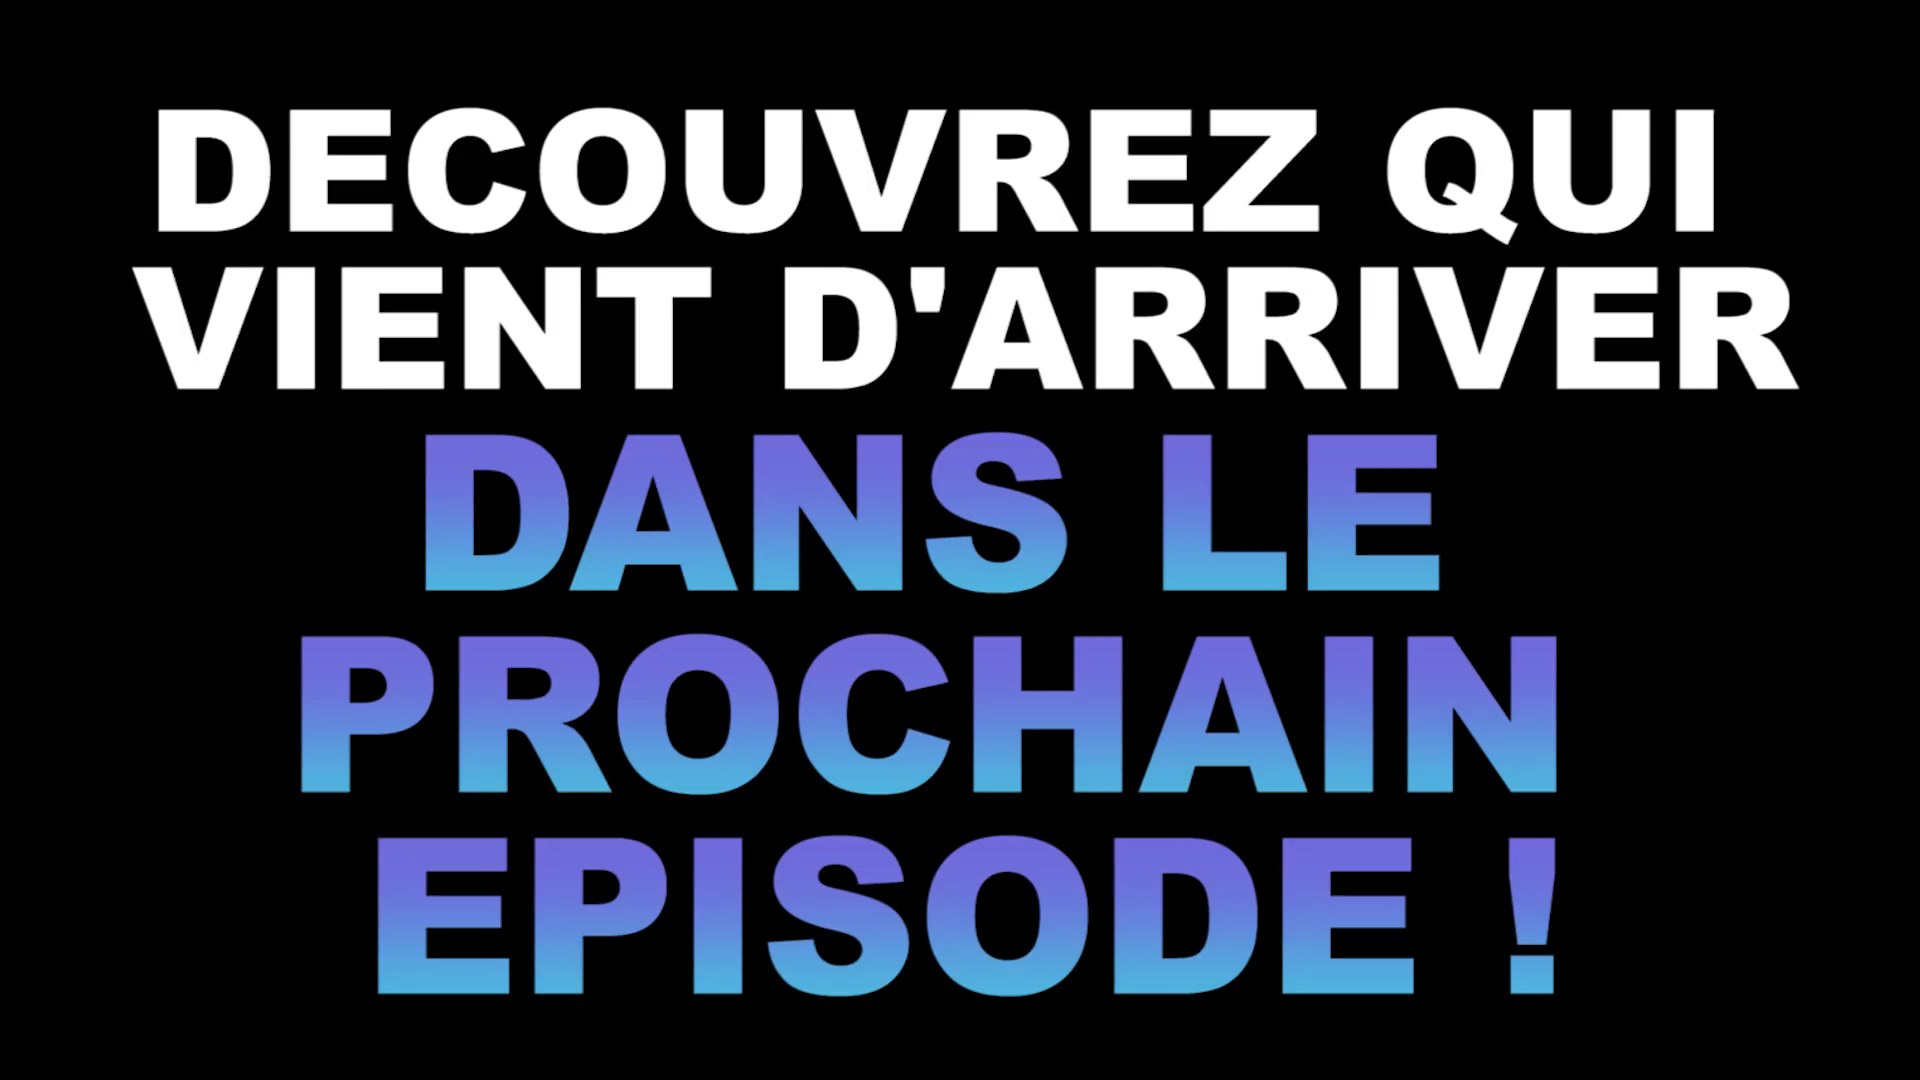 DECOUVREZ QUI
VIENT D'ARRIVER
DANS LE
PROCHAIN
EPISODE !